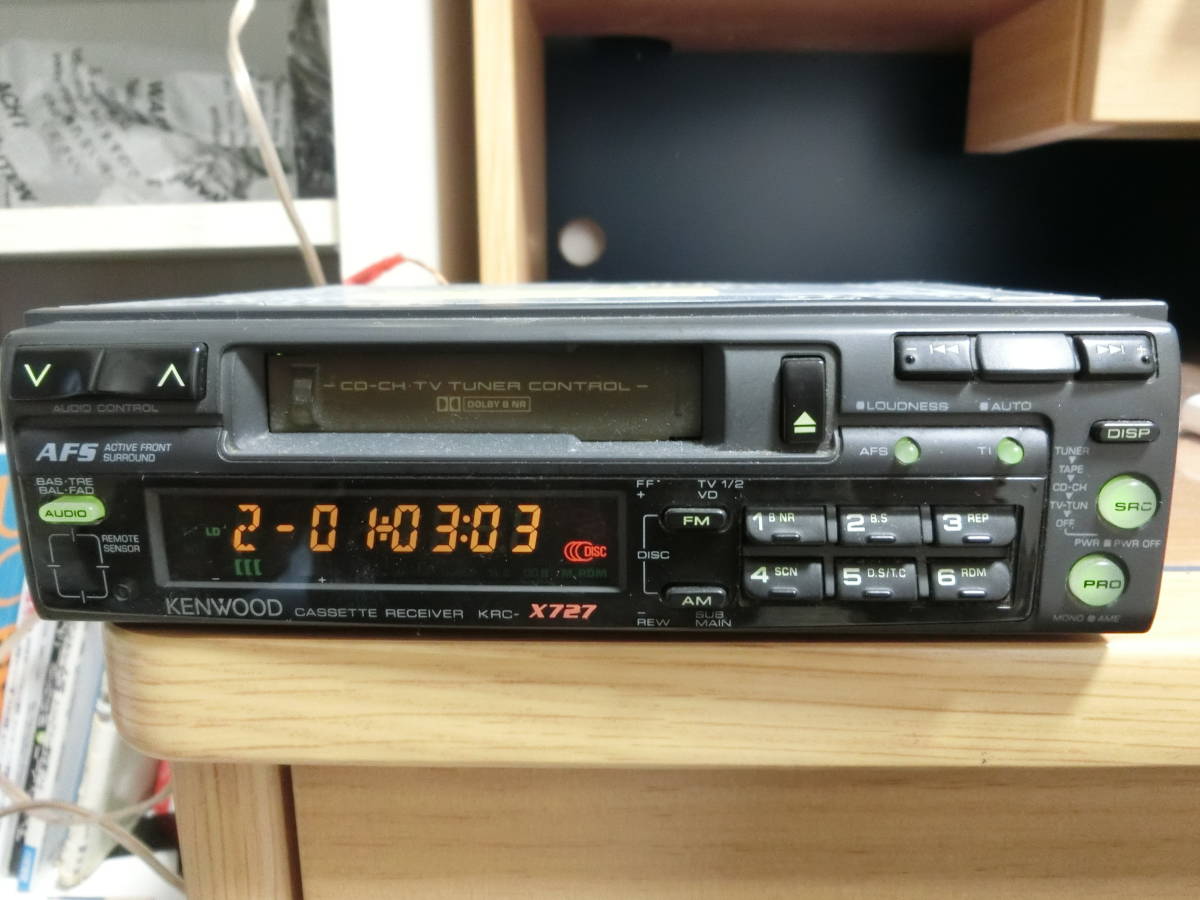 - CD-CH·TV TUNER CONTROL -
DOLBY B NR
AUDIO CONTROL
LOUDNESS
AUTO
AFS ACTIVE FRONT
SURROUND
AFS
TI
DISP
BAS·TRE
BAL·FAD
AUDIO
REMOTE
SENSOR
LD
2-01 03:03
DISC
FF
+
TV 1/2
VD
FM
DISC
AM
-
REW
SUB
MAIN
1 B NR
2 B.S
3 REP
4 SCN
5 D.S/T.C
6 RDM
TUNER
TAPE
CD-CH
TV-TUN
OFF
SRC
PWR PWR OFF
PRO
MONO AME
KENWOOD CASSETTE RECEIVER KRC-X727